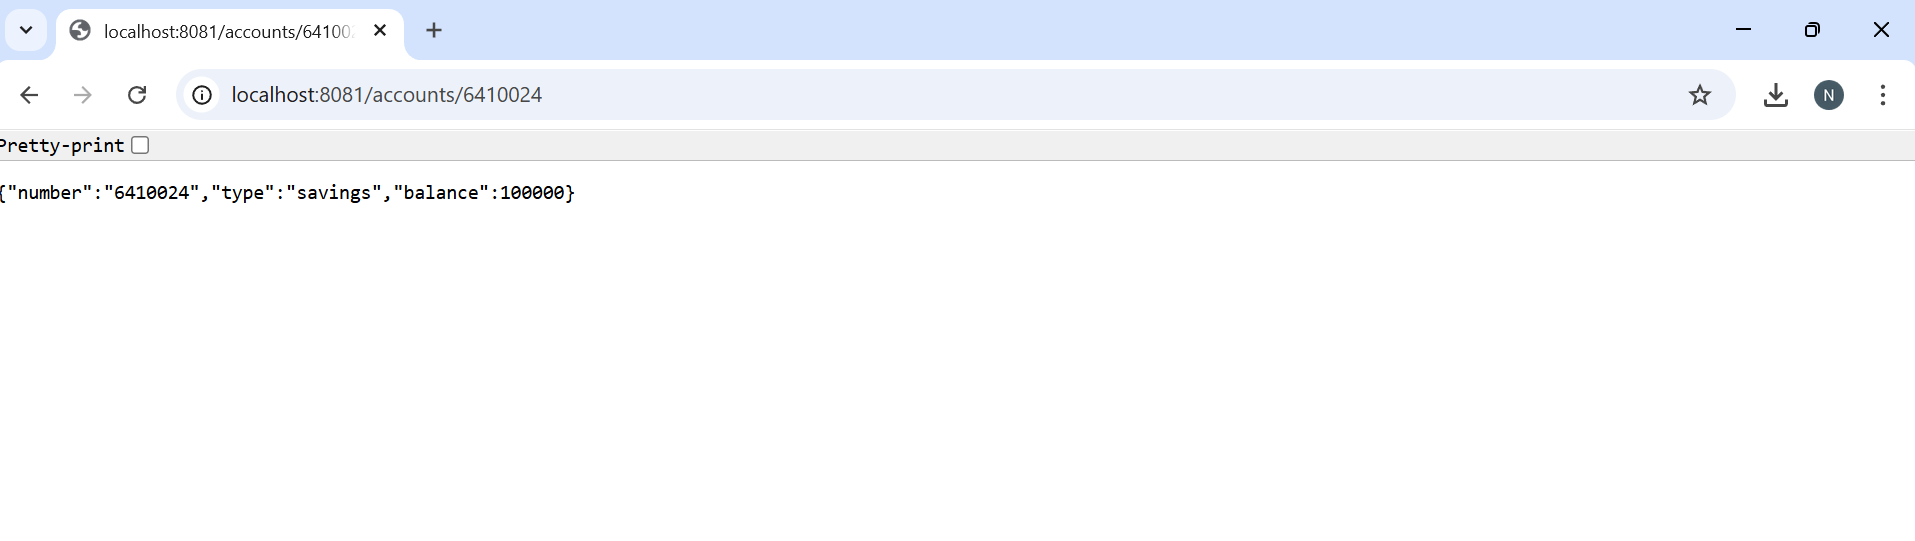 localhost:8081/accounts/64100
localhost:8081/accounts/6410024
N
Pretty-print
{"number":"6410024","type":"savings","balance":100000}